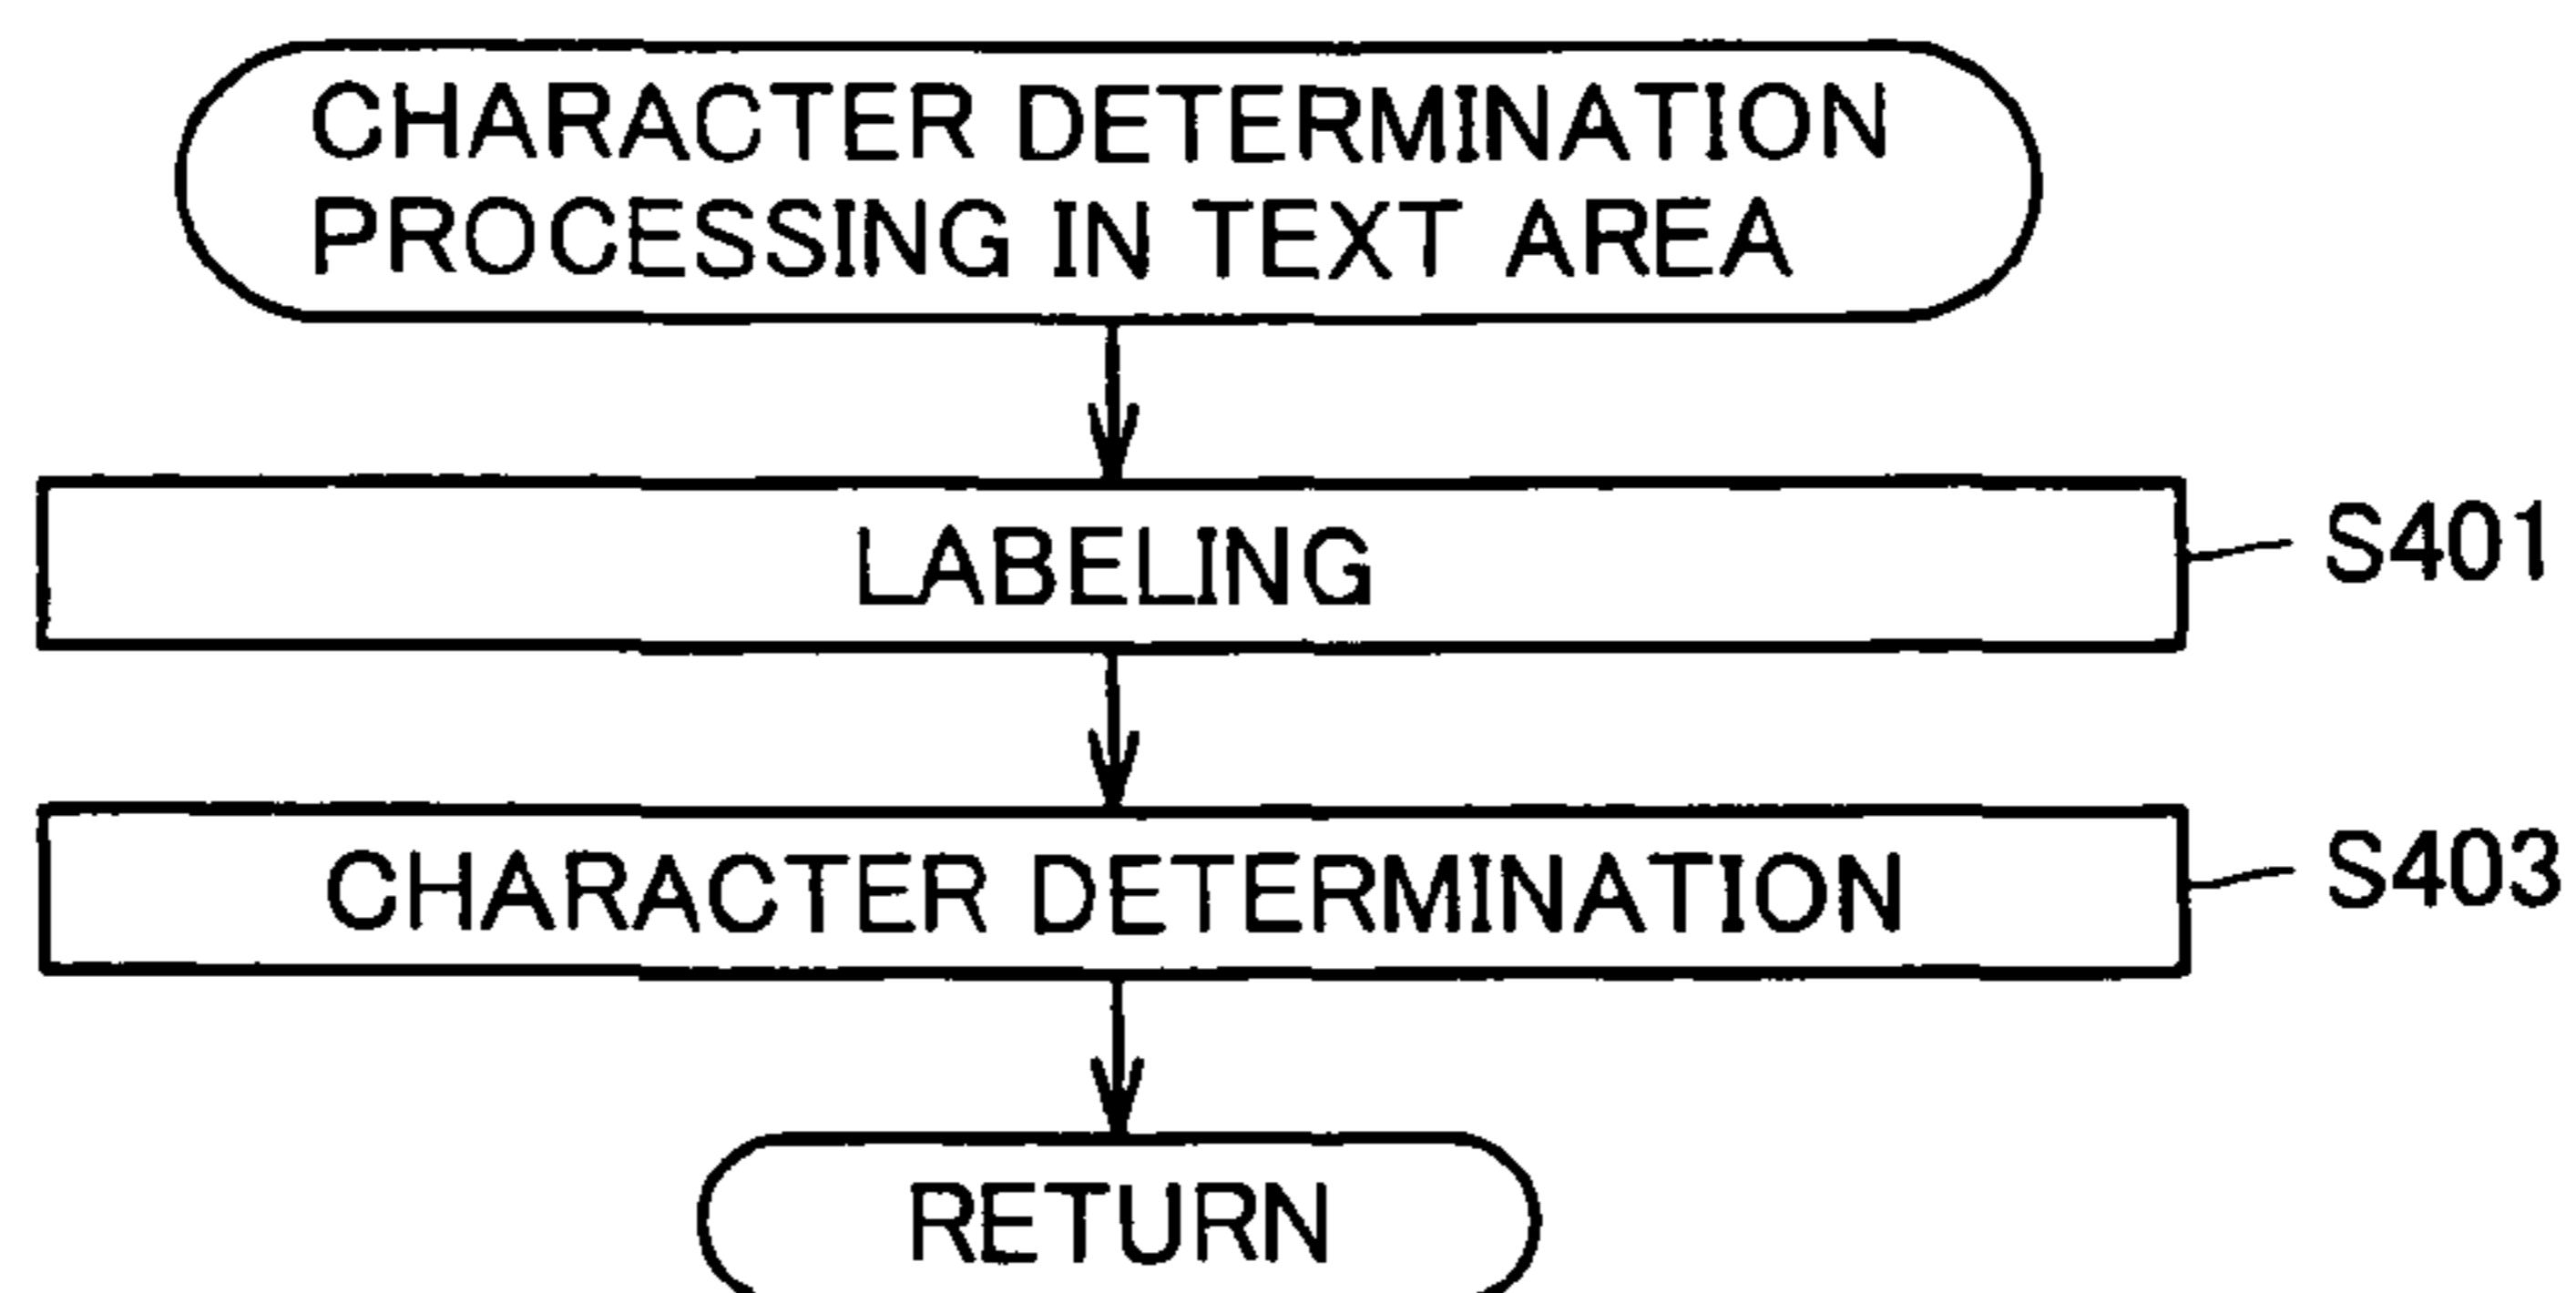 CHARACTER DETERMINATION
PROCESSING IN TEXT AREA
LABELING
S401
CHARACTER DETERMINATION
S403
RETURN